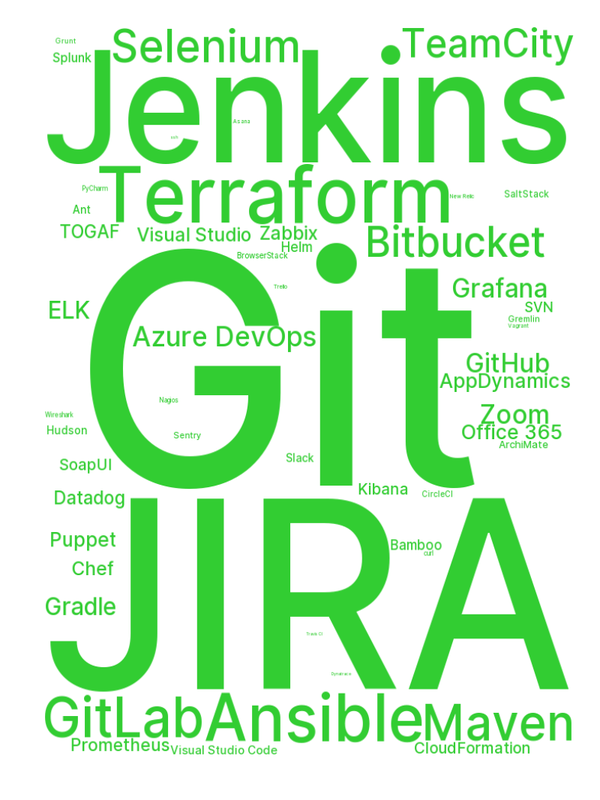 Grunt
Selenium
TeamCity
Splunk
Jenkins
Asana
PyCharm
Terraform
New Relic
SaltStack
Ant
TOGAF
Visual Studio
Zabbix
Bitbucket
Helm
BrowserStack
Trello
Grafana
ELK
SVN
Gremlin
Vagrant
Git
Azure DevOps
GitHub
AppDynamics
Nagios
Wireshark
Zoom
Hudson
Sentry
Office 365
ArchiMate
SoapUI
Slack
Kibana
CircleCI
Datadog
JIRA
Puppet
Bamboo
curl
Chef
Gradle
Travis CI
GitLab
Ansible
Maven
Prometheus
Visual Studio Code
CloudFormation